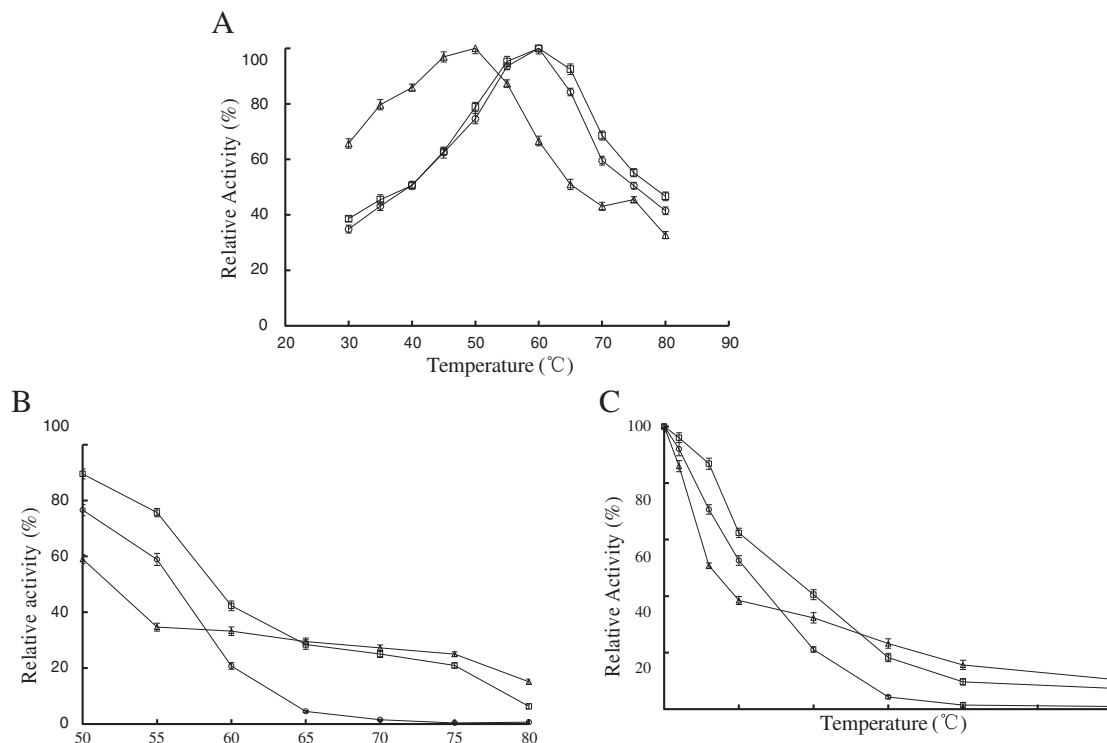 A
Relative Activity (%)
100
80
60
40
20
0
20 30 40 50 60 70 80 90
Temperature (℃)
B
Relative activity (%)
100
80
60
40
20
0
50 55 60 65 70 75 80
C
Relative Activity (%)
100
80
60
40
20
Temperature (℃)